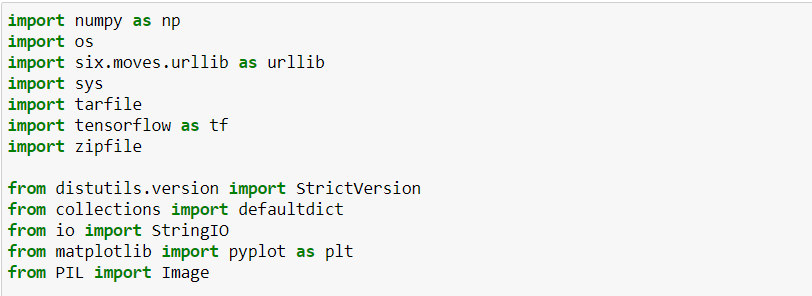 import numpy as np
import os
import six.moves.urllib as urllib
import sys
import tarfile
import tensorflow as tf
import zipfile

from distutils.version import StrictVersion
from collections import defaultdict
from io import StringIO
from matplotlib import pyplot as plt
from PIL import Image